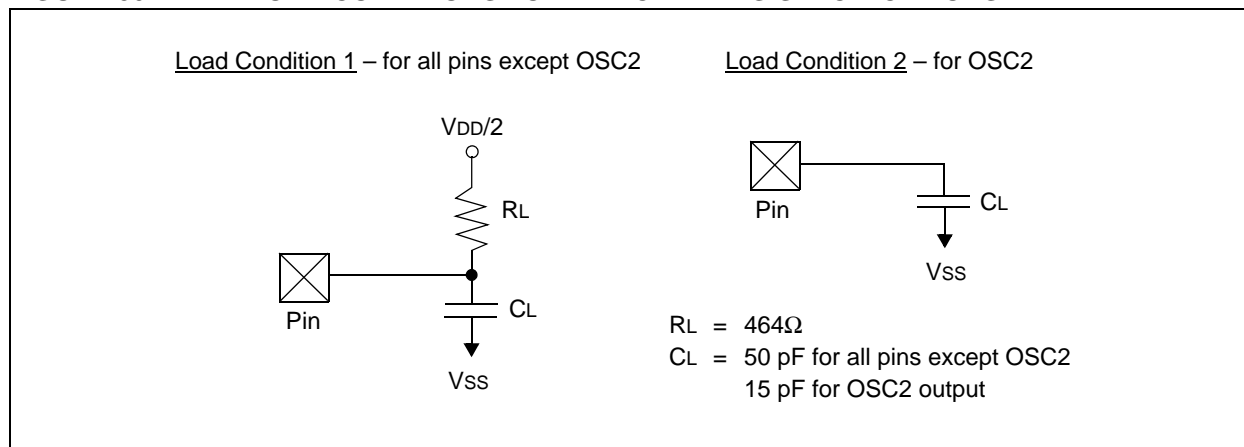 Load Condition 1 – for all pins except OSC2
Load Condition 2 – for OSC2
VDD/2
RL
Pin
CL
VSS
Pin
CL
VSS
RL = 464Ω
CL = 50 pF for all pins except OSC2
15 pF for OSC2 output